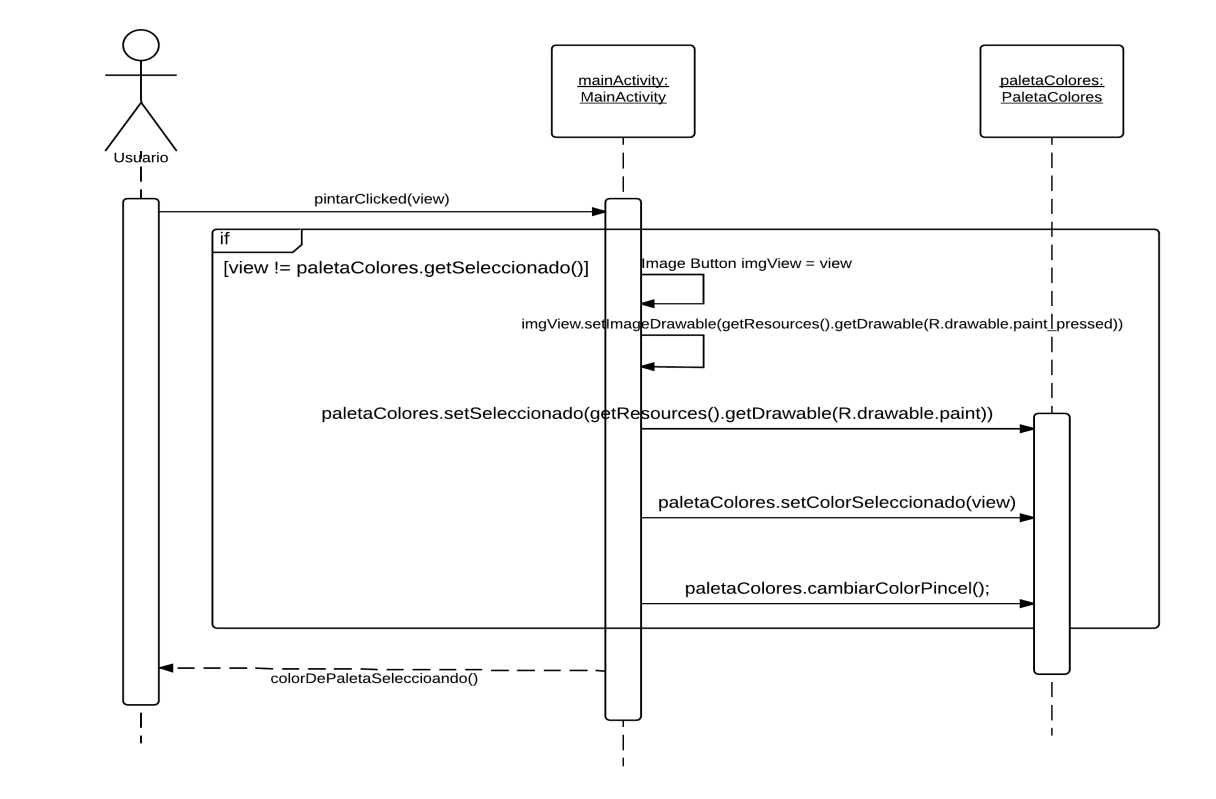 mainActivity:
MainActivity
paletaColores:
PaletaColores
Usuario
pintarClicked(view)
if
[view != paletaColores.getSeleccionado()]
Image Button imgView = view
imgView.setImageDrawable(getResources().getDrawable(R.drawable.paint_pressed))
paletaColores.setSeleccionado(getResources().getDrawable(R.drawable.paint))
paletaColores.setColorSeleccionado(view)
paletaColores.cambiarColorPincel();
colorDePaletaSeleccioando()